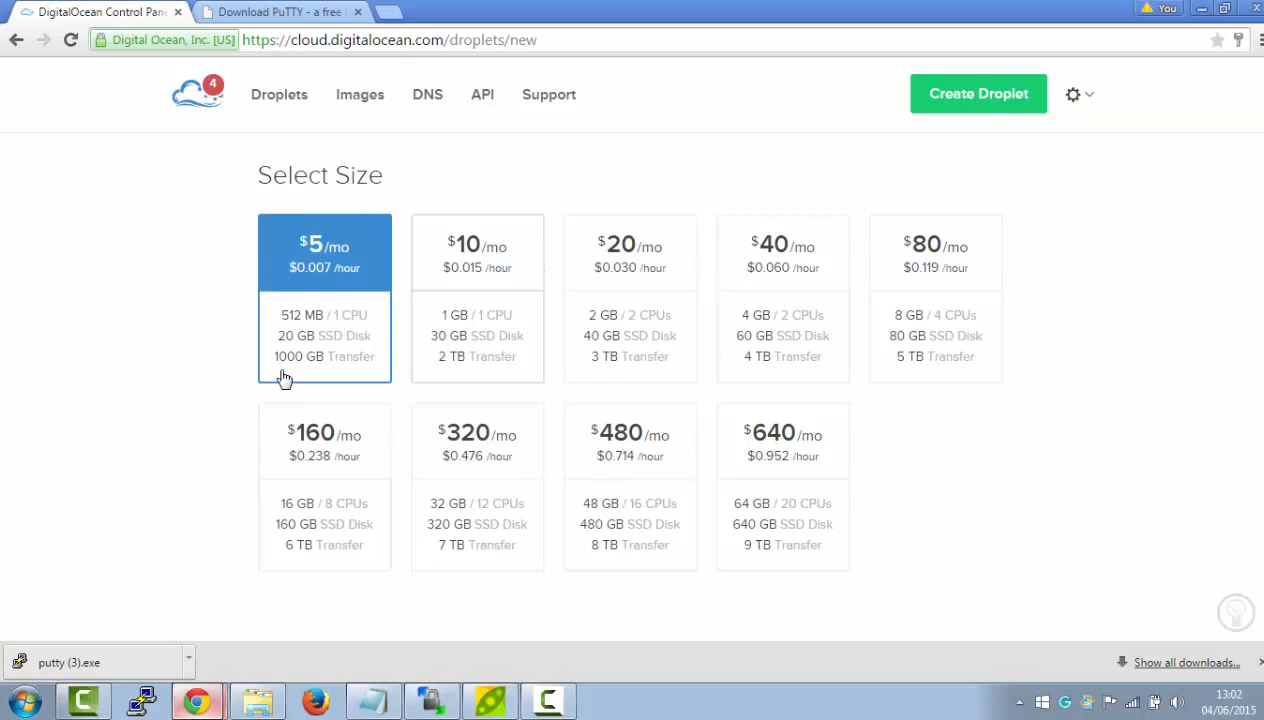 DigitalOcean Control Pan
Download PuTTY - a free
You
Digital Ocean, Inc. [US]
https://cloud.digitalocean.com/droplets/new
4
Droplets
Images
DNS
API
Support
Create Droplet
Select Size
$5/mo
$0.007 /hour
512 MB / 1 CPU
20 GB SSD Disk
1000 GB Transfer
$10/mo
$0.015 /hour
1 GB / 1 CPU
30 GB SSD Disk
2 TB Transfer
$20/mo
$0.030 /hour
2 GB / 2 CPUs
40 GB SSD Disk
3 TB Transfer
$40/mo
$0.060 /hour
4 GB / 2 CPUs
60 GB SSD Disk
4 TB Transfer
$80/mo
$0.119 /hour
8 GB / 4 CPUs
80 GB SSD Disk
5 TB Transfer
$160/mo
$0.238 /hour
16 GB / 8 CPUs
160 GB SSD Disk
6 TB Transfer
$320/mo
$0.476 /hour
32 GB / 12 CPUs
320 GB SSD Disk
7 TB Transfer
$480/mo
$0.714 /hour
48 GB / 16 CPUs
480 GB SSD Disk
8 TB Transfer
$640/mo
$0.952 /hour
64 GB / 20 CPUs
640 GB SSD Disk
9 TB Transfer
putty (3).exe
Show all downloads...
13:02
04/06/2015